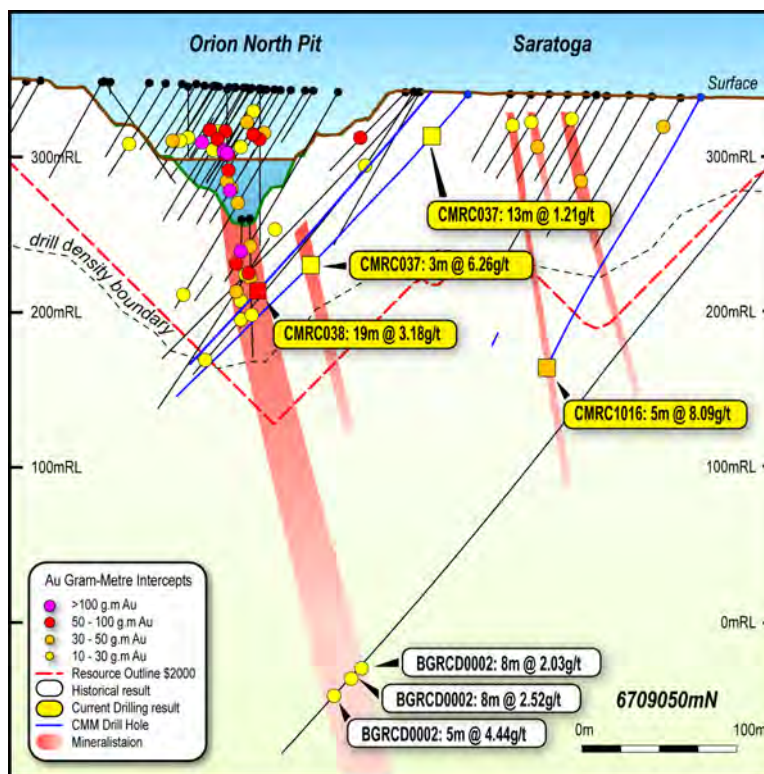 Orion North Pit
Saratoga
Surface
300mRL
300mRL
CMRC037: 13m @ 1.21g/t
CMRC037: 3m @ 6.26g/t
drill density boundary
200mRL
200mRL
CMRC038: 19m @ 3.18g/t
CMRC1016: 5m @ 8.09g/t
100mRL
100mRL
Au Gram-Metre Intercepts
>100 g.m Au
50 - 100 g.m Au
30 - 50 g.m Au
10 - 30 g.m Au
Resource Outline $2000
Historical result
Current Drilling result
CMM Drill Hole
Mineralistaion
0mRL
BGRCD0002: 8m @ 2.03g/t
BGRCD0002: 8m @ 2.52g/t
BGRCD0002: 5m @ 4.44g/t
6709050mN
0m
100m